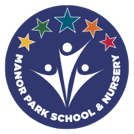 MANOR PARK SCHOOL & NURSERY